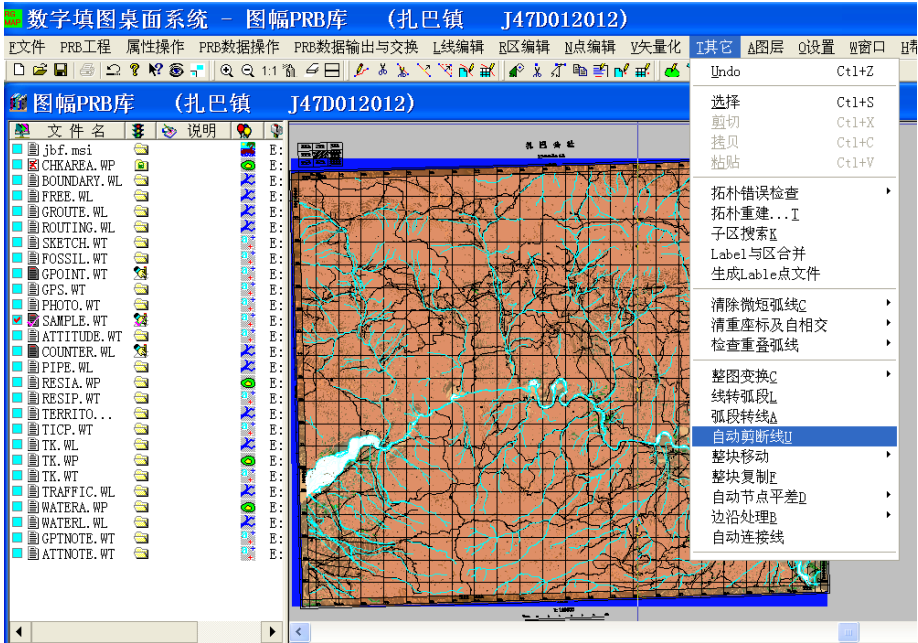 RG MAP 数字填图桌面系统 - 图幅PRB库 (扎巴镇 J47D012012)
F文件 PRB工程 属性操作 PRB数据操作 PRB数据输出与交换 L线编辑 R区编辑 N点编辑 V矢量化 I其它 A图层 O设置 W窗口 H帮
1:1
Undo Ctl+Z
图幅PRB库 (扎巴镇 J47D012012)
选择 Ctl+S
剪切 Ctl+X
拷贝 Ctl+C
粘贴 Ctl+V
拓朴错误检查
拓朴重建...T
子区搜索K
Label与区合并
生成Lable点文件
清除微短弧线C
清重座标及自相交
检查重叠弧线
整图变换C
线转弧段L
弧段转线A
自动剪断线U
整块移动
整块复制F
自动节点平差D
边沿处理B
自动连接线
文件名 说明
jbf.msi E:
CHKAREA.WP E:
BOUNDARY.WL E:
FREE.WL E:
GROUTE.WL E:
ROUTING.WL E:
SKETCH.WT E:
FOSSIL.WT E:
GPOINT.WT E:
GPS.WT E:
PHOTO.WT E:
SAMPLE.WT E:
ATTITUDE.WT E:
COUNTER.WL E:
PIPE.WL E:
RESIA.WP E:
RESIP.WT E:
TERRITO... E:
TICP.WT E:
TK.WL E:
TK.WP E:
TK.WT E:
TRAFFIC.WL E:
WATERA.WP E:
WATERL.WL E:
GPTNOTE.WT E:
ATTNOTE.WT E: